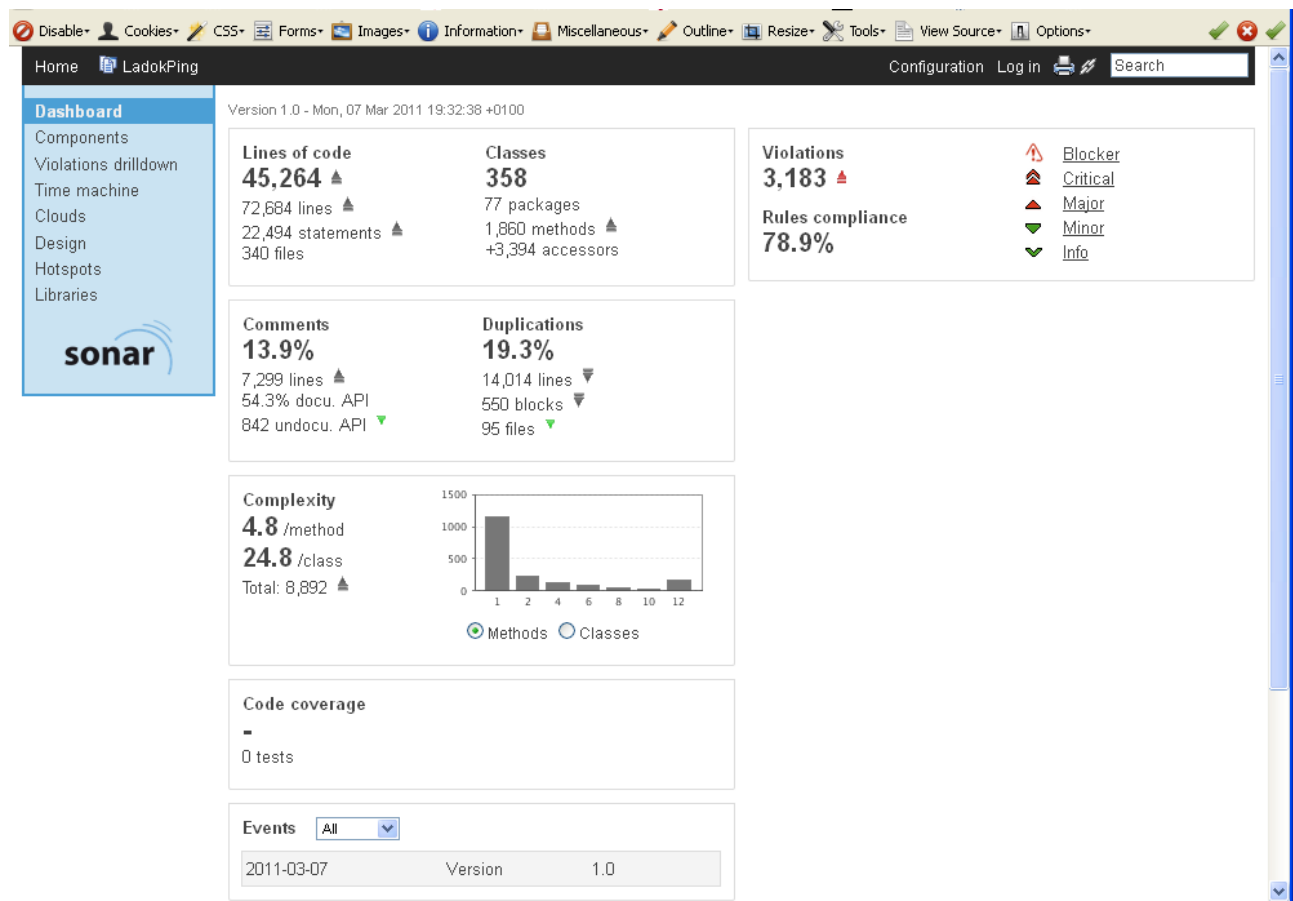 Disable Cookies CSS Forms Images Information Miscellaneous Outline Resize Tools View Source Options
Home LadokPing Configuration Log in Search
Dashboard
Components
Violations drilldown
Time machine
Clouds
Design
Hotspots
Libraries
sonar
Version 1.0 - Mon, 07 Mar 2011 19:32:38 +0100
Lines of code
45,264
72,684 lines
22,494 statements
340 files
Classes
358
77 packages
1,860 methods
+3,394 accessors
Violations
3,183
Rules compliance
78.9%
Blocker
Critical
Major
Minor
Info
Comments
13.9%
7,299 lines
54.3% docu. API
842 undocu. API
Duplications
19.3%
14,014 lines
550 blocks
95 files
Complexity
4.8 /method
24.8 /class
Total: 8,892
1500
1000
500
0
1 2 4 6 8 10 12
Methods Classes
Code coverage
-
0 tests
Events All
2011-03-07 Version 1.0